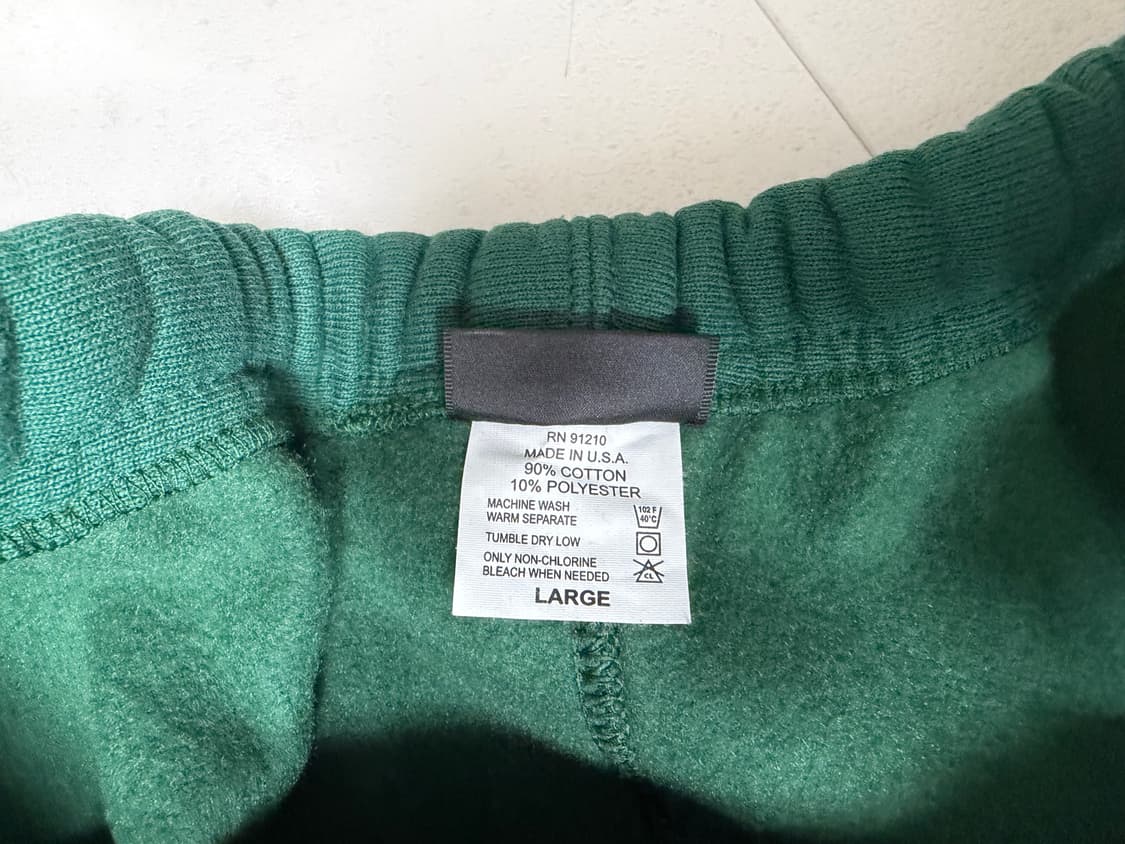 RN 91210
MADE IN U.S.A.
90% COTTON
10% POLYESTER
MACHINE WASH
WARM SEPARATE
102 F
40°C
TUMBLE DRY LOW
ONLY NON-CHLORINE
BLEACH WHEN NEEDED
CL
LARGE